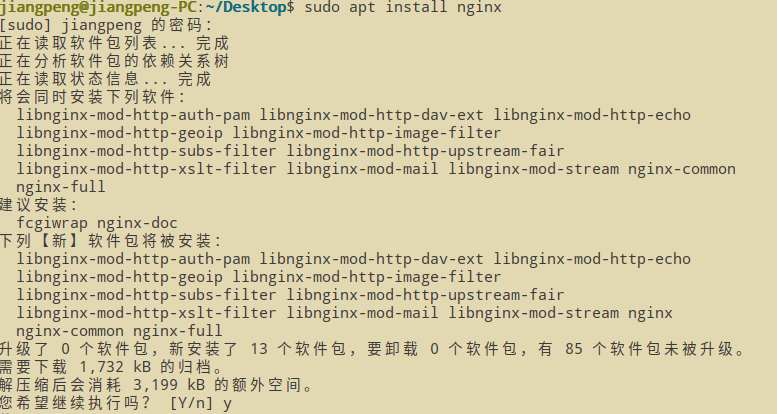 jiangpeng@jiangpeng-PC:~/Desktop$ sudo apt install nginx
[sudo] jiangpeng 的密码：
正在读取软件包列表... 完成
正在分析软件包的依赖关系树
正在读取状态信息... 完成
将会同时安装下列软件：
  libnginx-mod-http-auth-pam libnginx-mod-http-dav-ext libnginx-mod-http-echo
  libnginx-mod-http-geoip libnginx-mod-http-image-filter
  libnginx-mod-http-subs-filter libnginx-mod-http-upstream-fair
  libnginx-mod-http-xslt-filter libnginx-mod-mail libnginx-mod-stream nginx-common
  nginx-full
建议安装：
  fcgiwrap nginx-doc
下列【新】软件包将被安装：
  libnginx-mod-http-auth-pam libnginx-mod-http-dav-ext libnginx-mod-http-echo
  libnginx-mod-http-geoip libnginx-mod-http-image-filter
  libnginx-mod-http-subs-filter libnginx-mod-http-upstream-fair
  libnginx-mod-http-xslt-filter libnginx-mod-mail libnginx-mod-stream nginx
  nginx-common nginx-full
升级了 0 个软件包，新安装了 13 个软件包，要卸载 0 个软件包，有 85 个软件包未被升级。
需要下载 1,732 kB 的归档。
解压缩后会消耗 3,199 kB 的额外空间。
您希望继续执行吗？ [Y/n] y